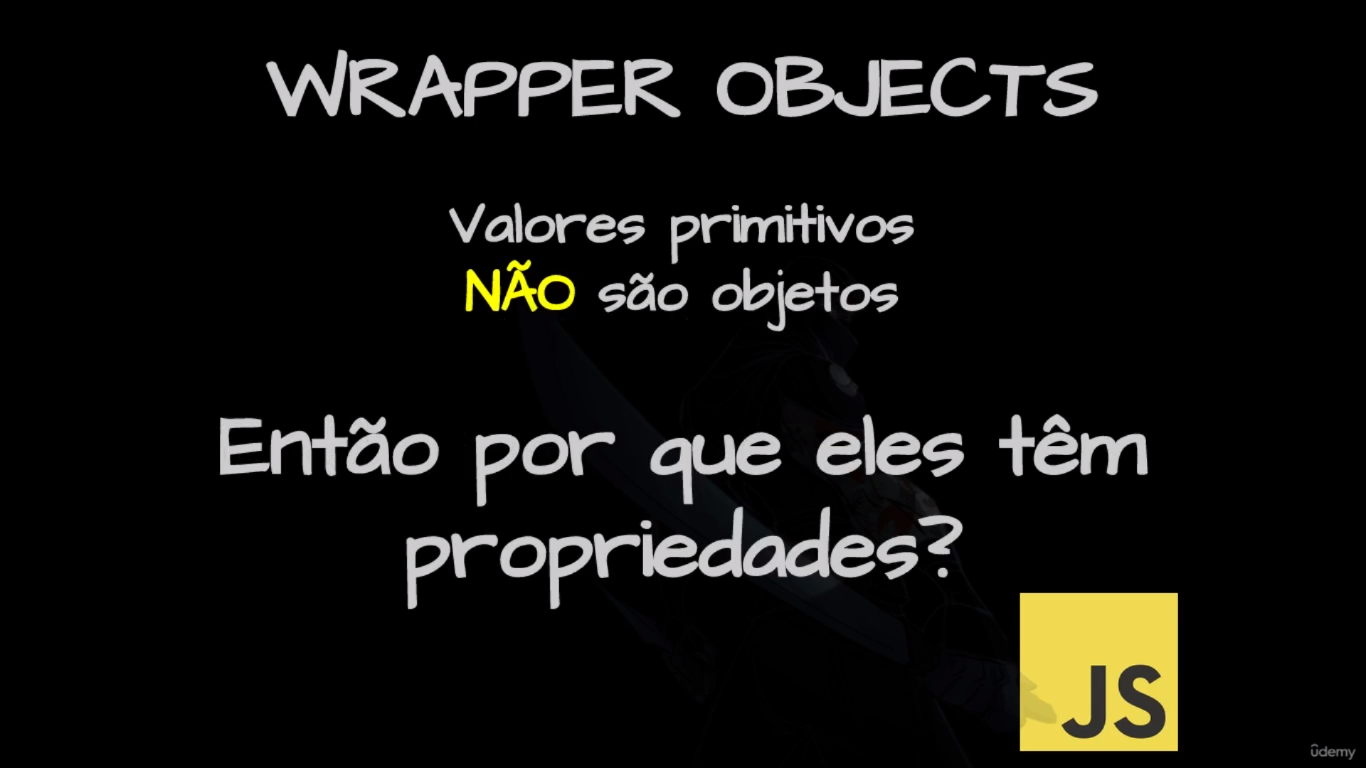 WRAPPER OBJECTS
Valores primitivos
NÃO são objetos
Então por que eles têm
propriedades?
JS
ûdemy